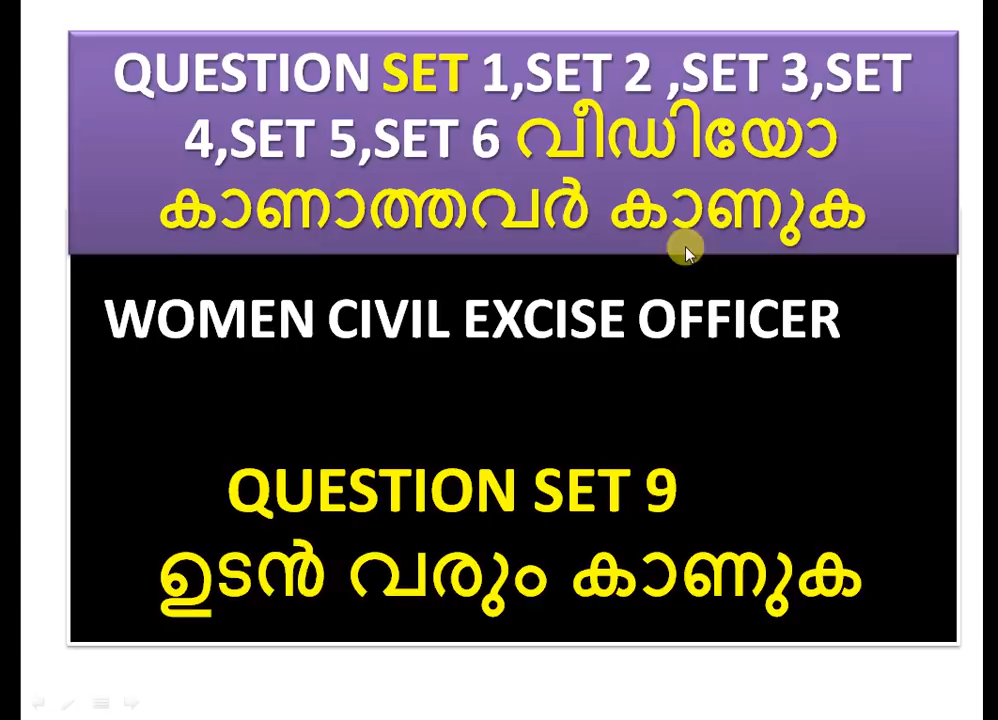 QUESTION SET 1,SET 2 ,SET 3,SET
4,SET 5,SET 6 വീഡിയോ
കാണാത്തവർ കാണുക
WOMEN CIVIL EXCISE OFFICER
QUESTION SET 9
ഉടൻ വരും കാണുക